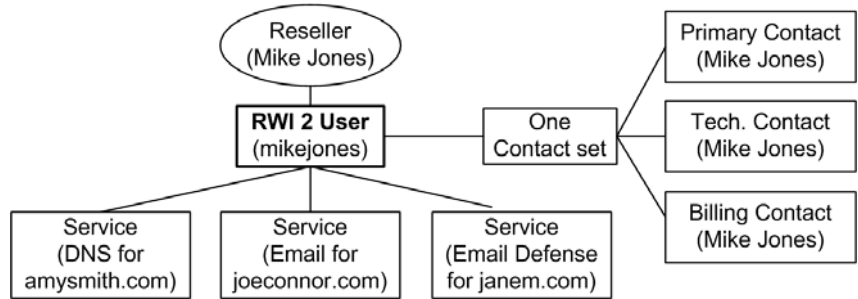 Reseller
(Mike Jones)
RWI 2 User
(mikejones)
One
Contact set
Primary Contact
(Mike Jones)
Tech. Contact
(Mike Jones)
Billing Contact
(Mike Jones)
Service
(DNS for
amysmith.com)
Service
(Email for
joeconnor.com)
Service
(Email Defense
for janem.com)